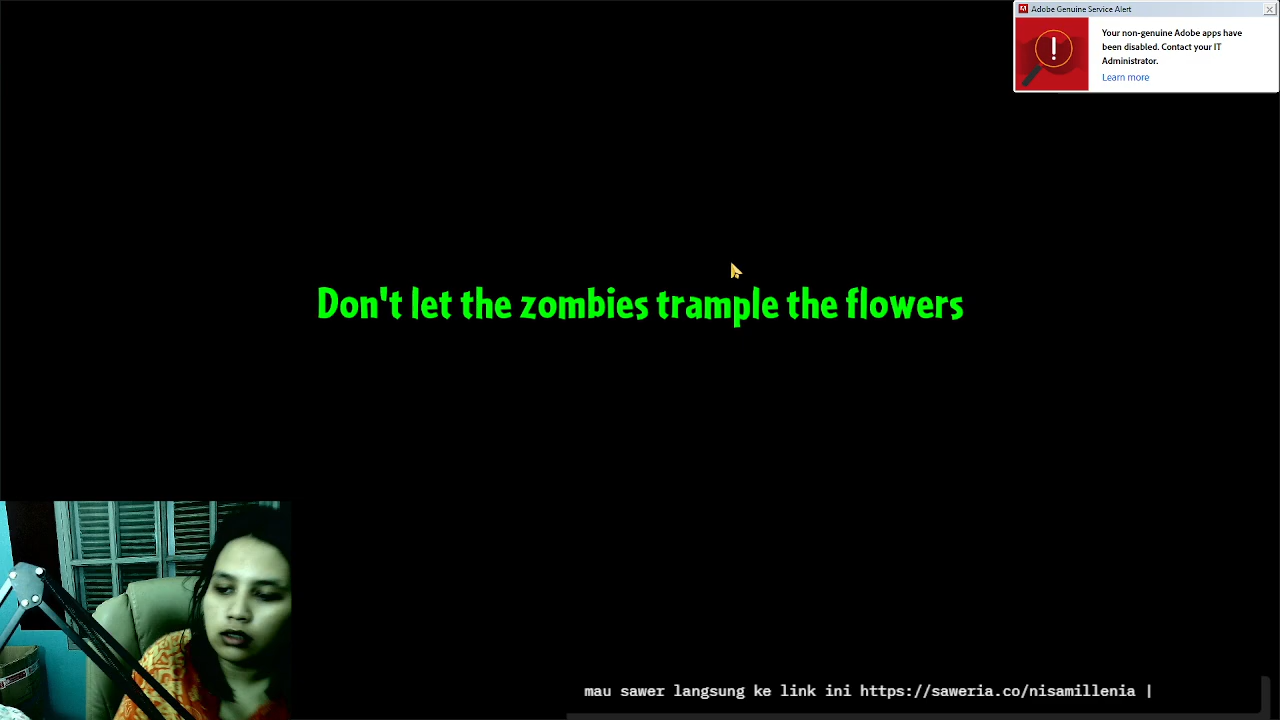 Adobe Genuine Service Alert
Your non-genuine Adobe apps have
been disabled. Contact your IT
Administrator.
Learn more
Don't let the zombies trample the flowers
mau sawer langsung ke link ini https://saweria.co/nisamillenia |